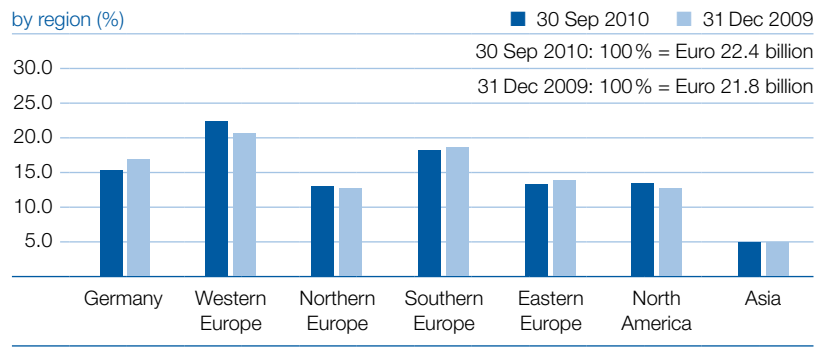 by region (%)
30 Sep 2010 31 Dec 2009
30 Sep 2010: 100% = Euro 22.4 billion
31 Dec 2009: 100% = Euro 21.8 billion
30.0
25.0
20.0
15.0
10.0
5.0
Germany Western Northern Southern Eastern North Asia
Europe Europe Europe Europe America